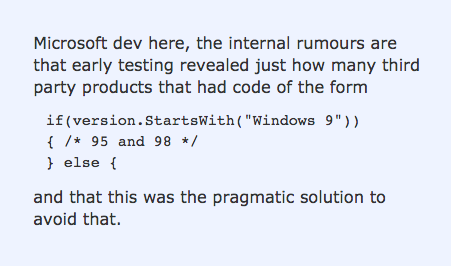 Microsoft dev here, the internal rumours are
that early testing revealed just how many third
party products that had code of the form
if(version.StartsWith("Windows 9"))
{ /* 95 and 98 */
} else {
and that this was the pragmatic solution to
avoid that.